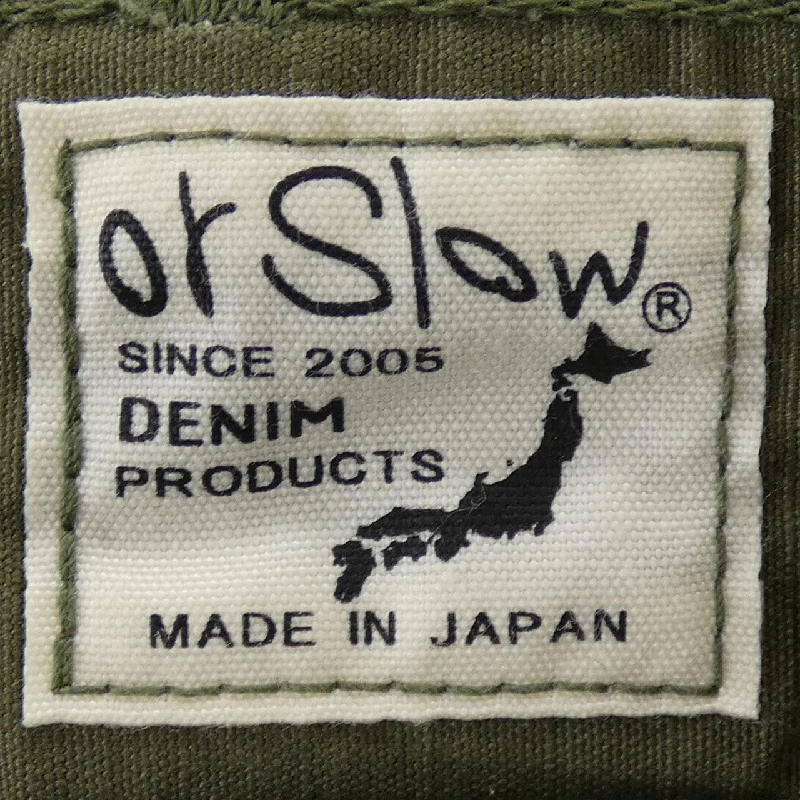 orSlow®
SINCE 2005
DENIM
PRODUCTS
MADE IN JAPAN